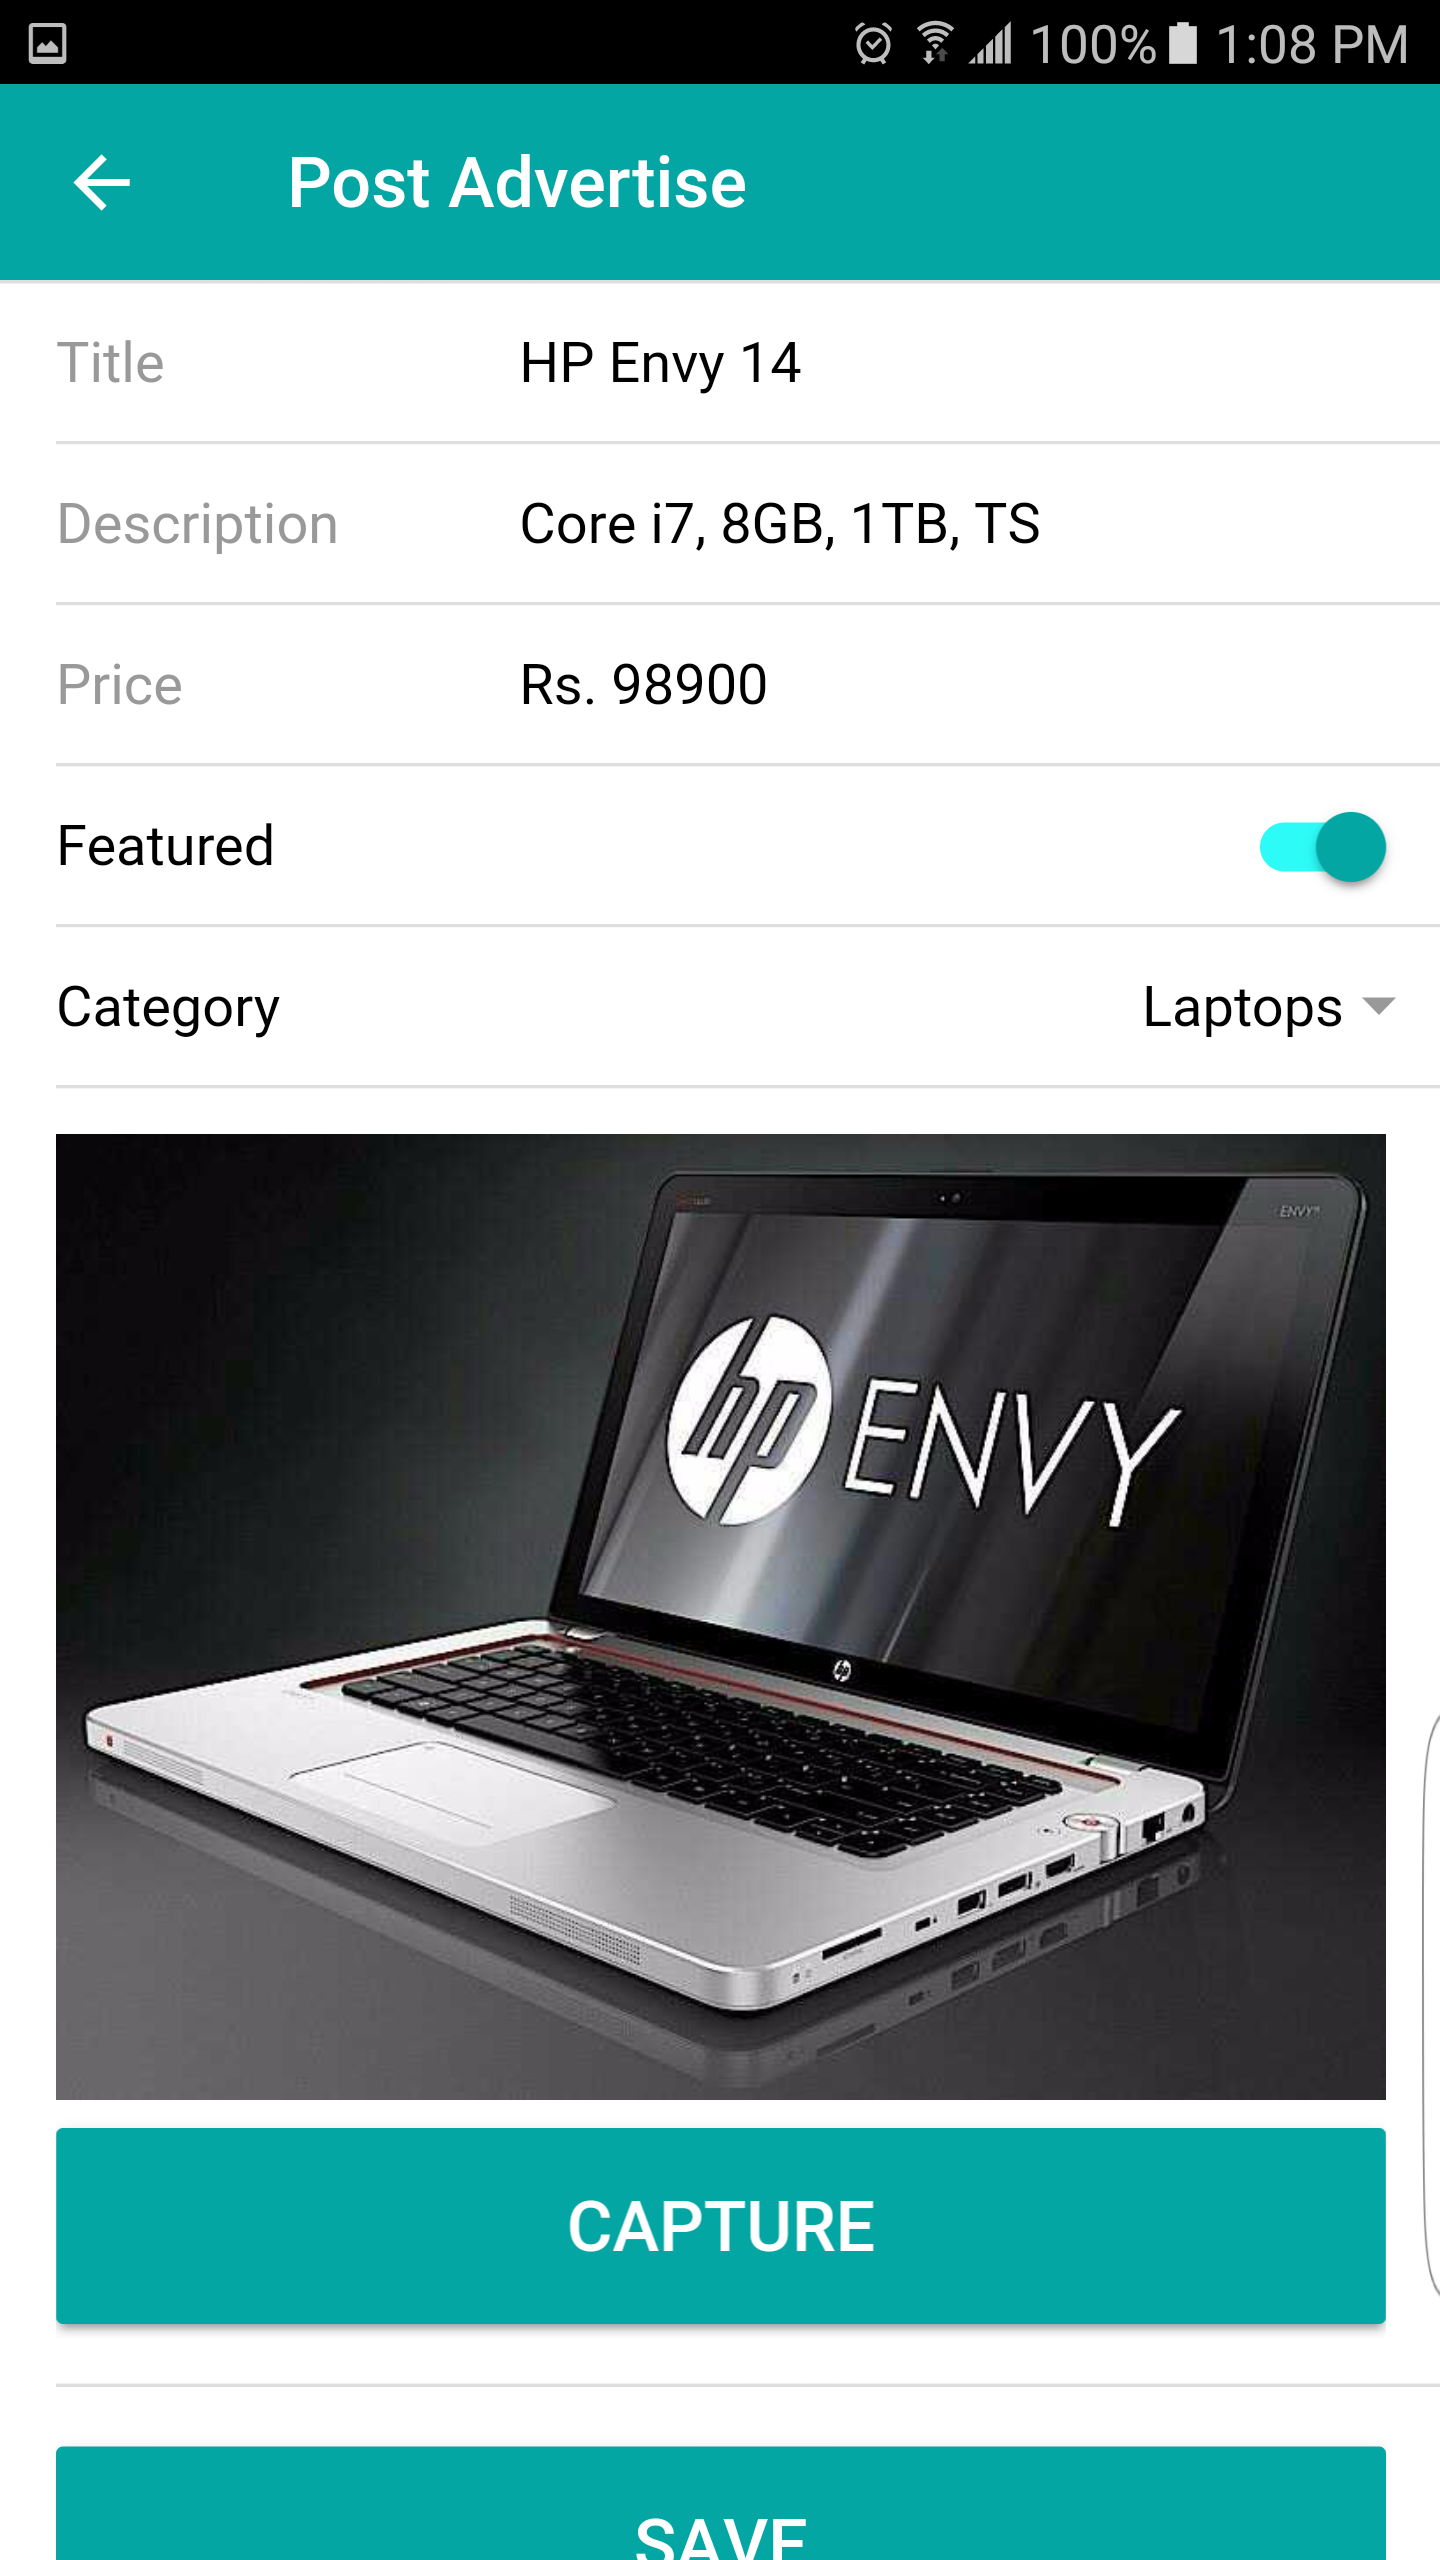 100% 1:08 PM
Post Advertise
Title HP Envy 14
Description Core i7, 8GB, 1TB, TS
Price Rs. 98900
Featured
Category Laptops
ENVY
hp ENVY
hp
CAPTURE
SAVE